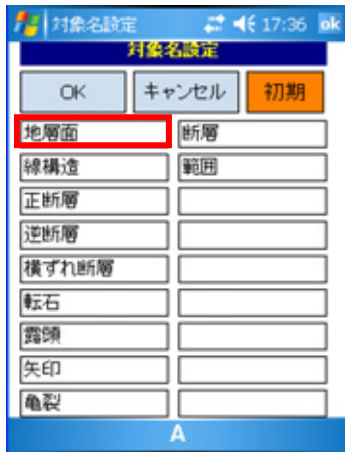 対象名設定 17:36 ok
対象名設定
OK キャンセル 初期
地層面 断層
線構造 範囲
正断層
逆断層
横ずれ断層
転石
露頭
矢印
亀裂
A